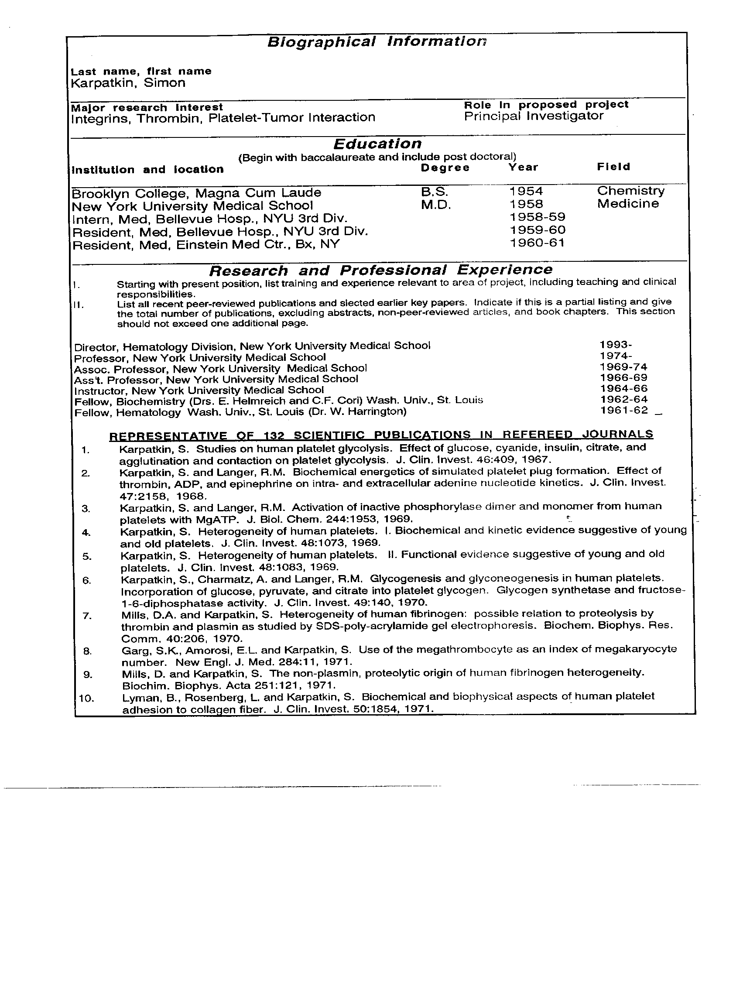 Biographical Information
Last name, first name
Karpatkin, Simon
Major research Interest Role In proposed project
Integrins, Thrombin, Platelet-Tumor Interaction Principal Investigator
Education
(Begin with baccalaureate and include post doctoral)
Institution and location Degree Year Field
Brooklyn College, Magna Cum Laude B.S. 1954 Chemistry
New York University Medical School M.D. 1958 Medicine
Intern, Med, Bellevue Hosp., NYU 3rd Div. 1958-59
Resident, Med, Bellevue Hosp., NYU 3rd Div. 1959-60
Resident, Med, Einstein Med Ctr., Bx, NY 1960-61
Research and Professional Experience
I. Starting with present position, list training and experience relevant to area of project, including teaching and clinical
responsibilities.
II. List all recent peer-reviewed publications and slected earlier key papers. Indicate if this is a partial listing and give
the total number of publications, excluding abstracts, non-peer-reviewed articles, and book chapters. This section
should not exceed one additional page.
Director, Hematology Division, New York University Medical School 1993-
Professor, New York University Medical School 1974-
Assoc. Professor, New York University Medical School 1969-74
Ass't. Professor, New York University Medical School 1966-69
Instructor, New York University Medical School 1964-66
Fellow, Biochemistry (Drs. E. Helmreich and C.F. Cori) Wash. Univ., St. Louis 1962-64
Fellow, Hematology Wash. Univ., St. Louis (Dr. W. Harrington) 1961-62
REPRESENTATIVE OF 132 SCIENTIFIC PUBLICATIONS IN REFEREED JOURNALS
1. Karpatkin, S. Studies on human platelet glycolysis. Effect of glucose, cyanide, insulin, citrate, and
agglutination and contaction on platelet glycolysis. J. Clin. Invest. 46:409, 1967.
2. Karpatkin, S. and Langer, R.M. Biochemical energetics of simulated platelet plug formation. Effect of
thrombin, ADP, and epinephrine on intra- and extracellular adenine nucleotide kinetics. J. Clin. Invest.
47:2158, 1968.
3. Karpatkin, S. and Langer, R.M. Activation of inactive phosphorylase dimer and monomer from human
platelets with MgATP. J. Biol. Chem. 244:1953, 1969.
4. Karpatkin, S. Heterogeneity of human platelets. I. Biochemical and kinetic evidence suggestive of young
and old platelets. J. Clin. Invest. 48:1073, 1969.
5. Karpatkin, S. Heterogeneity of human platelets. II. Functional evidence suggestive of young and old
platelets. J. Clin. Invest. 48:1083, 1969.
6. Karpatkin, S., Charmatz, A. and Langer, R.M. Glycogenesis and glyconeogenesis in human platelets.
Incorporation of glucose, pyruvate, and citrate into platelet glycogen. Glycogen synthetase and fructose-
1-6-diphosphatase activity. J. Clin. Invest. 49:140, 1970.
7. Mills, D.A. and Karpatkin, S. Heterogeneity of human fibrinogen: possible relation to proteolysis by
thrombin and plasmin as studied by SDS-poly-acrylamide gel electrophoresis. Biochem. Biophys. Res.
Comm. 40:206, 1970.
8. Garg, S.K., Amorosi, E.L. and Karpatkin, S. Use of the megathrombocyte as an index of megakaryocyte
number. New Engl. J. Med. 284:11, 1971.
9. Mills, D. and Karpatkin, S. The non-plasmin, proteolytic origin of human fibrinogen heterogeneity.
Biochim. Biophys. Acta 251:121, 1971.
10. Lyman, B., Rosenberg, L. and Karpatkin, S. Biochemical and biophysical aspects of human platelet
adhesion to collagen fiber. J. Clin. Invest. 50:1854, 1971.